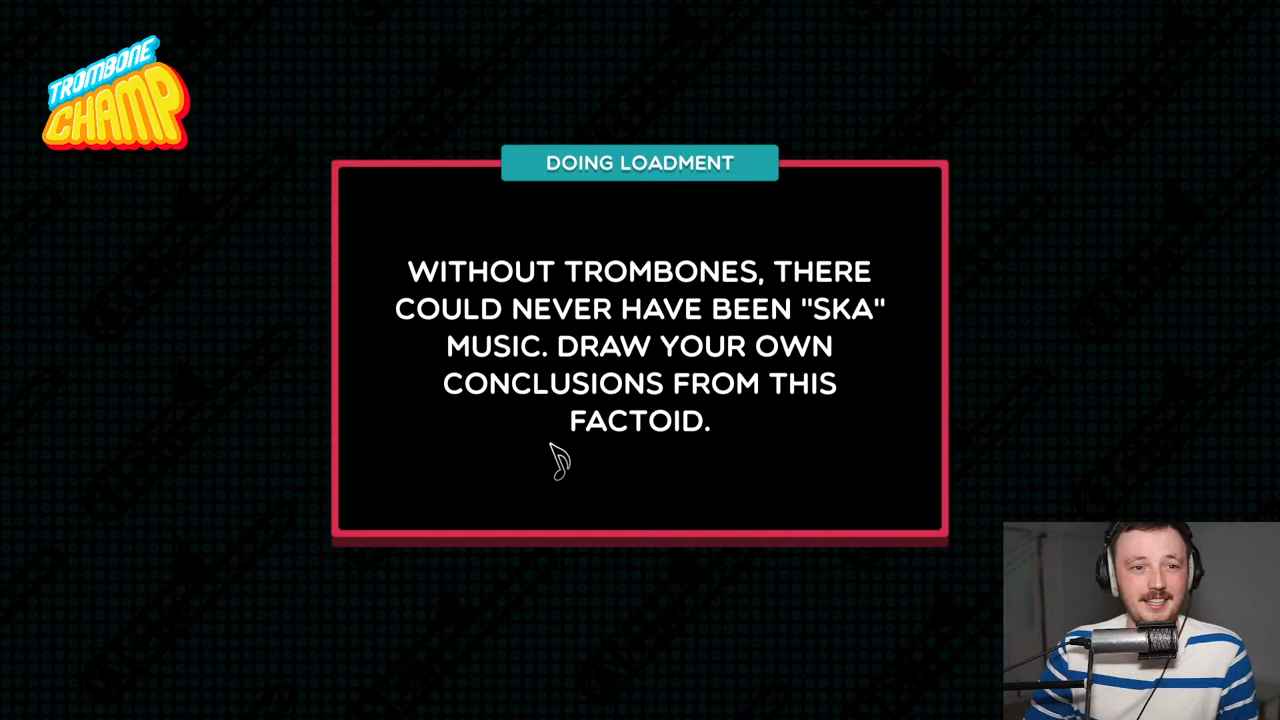 TROMBONE
CHAMP
DOING LOADMENT
WITHOUT TROMBONES, THERE
COULD NEVER HAVE BEEN "SKA"
MUSIC. DRAW YOUR OWN
CONCLUSIONS FROM THIS
FACTOID.